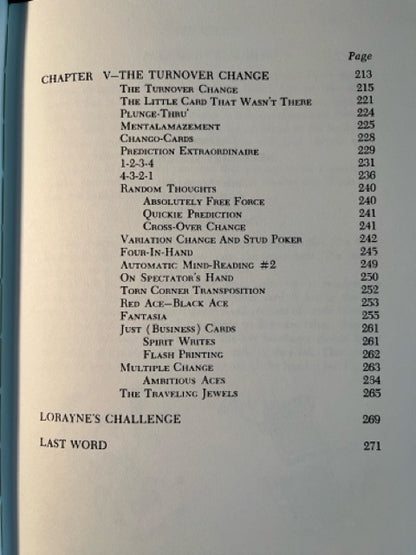 Page
CHAPTER V—THE TURNOVER CHANGE 213
The Turnover Change 215
The Little Card That Wasn't There 221
Plunge-Thru' 224
Mentalamazement 225
Chango-Cards 228
Prediction Extraordinaire 229
1-2-3-4 231
4-3-2-1 236
Random Thoughts 240
Absolutely Free Force 240
Quickie Prediction 241
Cross-Over Change 241
Variation Change And Stud Poker 242
Four-In-Hand 245
Automatic Mind-Reading #2 249
On Spectator's Hand 250
Torn Corner Transposition 252
Red Ace—Black Ace 253
Fantasia 255
Just (Business) Cards 261
Spirit Writes 261
Flash Printing 262
Multiple Change 263
Ambitious Aces 264
The Traveling Jewels 265
LORAYNE'S CHALLENGE 269
LAST WORD 271